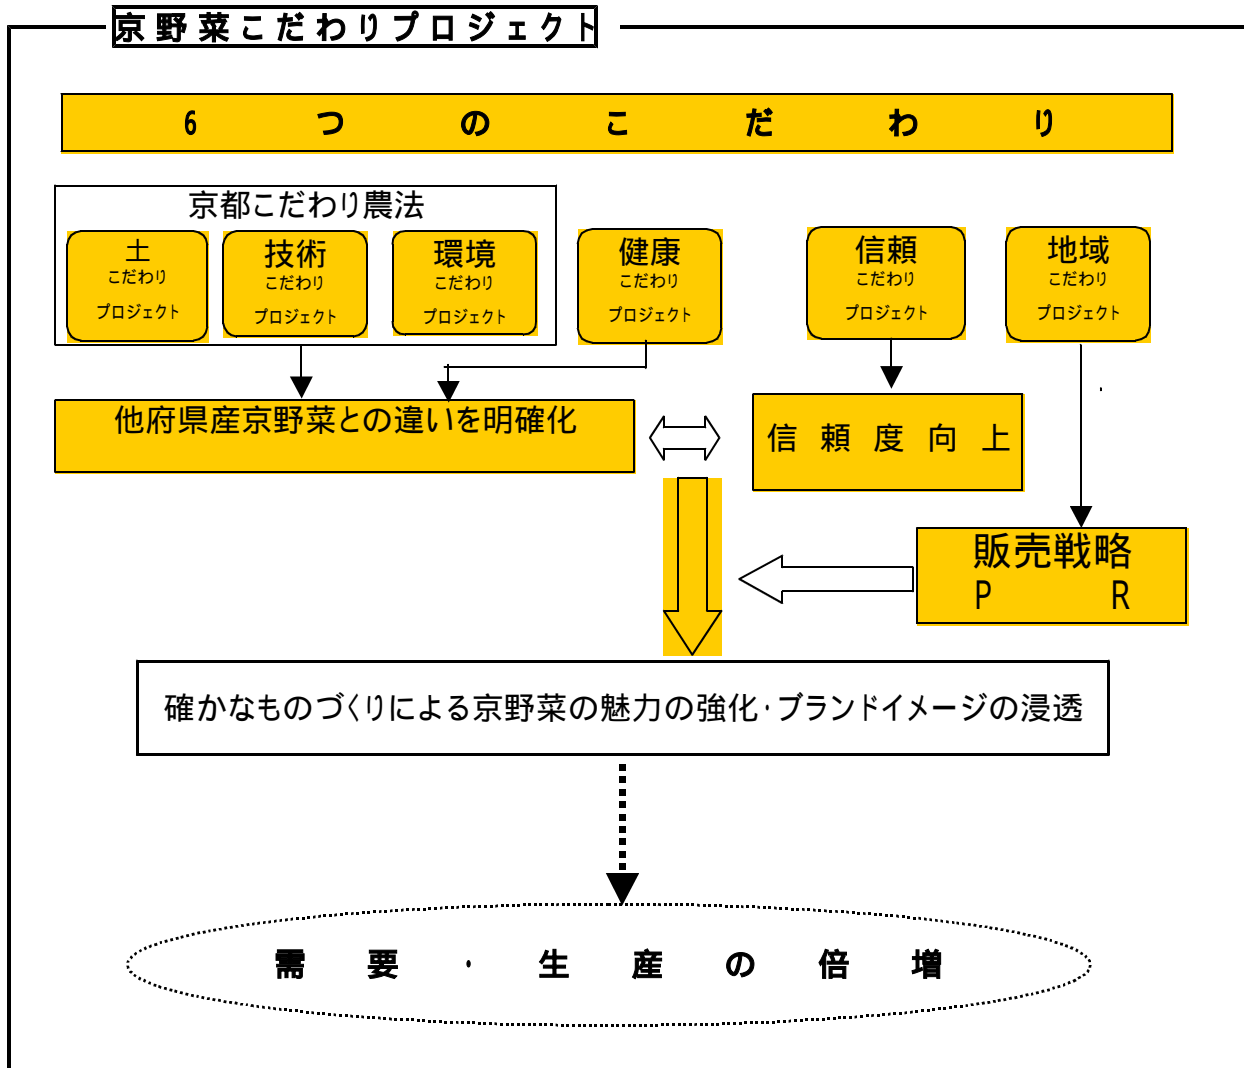 京野菜こだわりプロジェクト
6つのこだわり
京都こだわり農法
土
こだわり
プロジェクト
技術
こだわり
プロジェクト
環境
こだわり
プロジェクト
健康
こだわり
プロジェクト
信頼
こだわり
プロジェクト
地域
こだわり
プロジェクト
他府県産京野菜との違いを明確化
信頼度向上
販売戦略
P R
確かなものづくりによる京野菜の魅力の強化・ブランドイメージの浸透
需要・生産の倍増